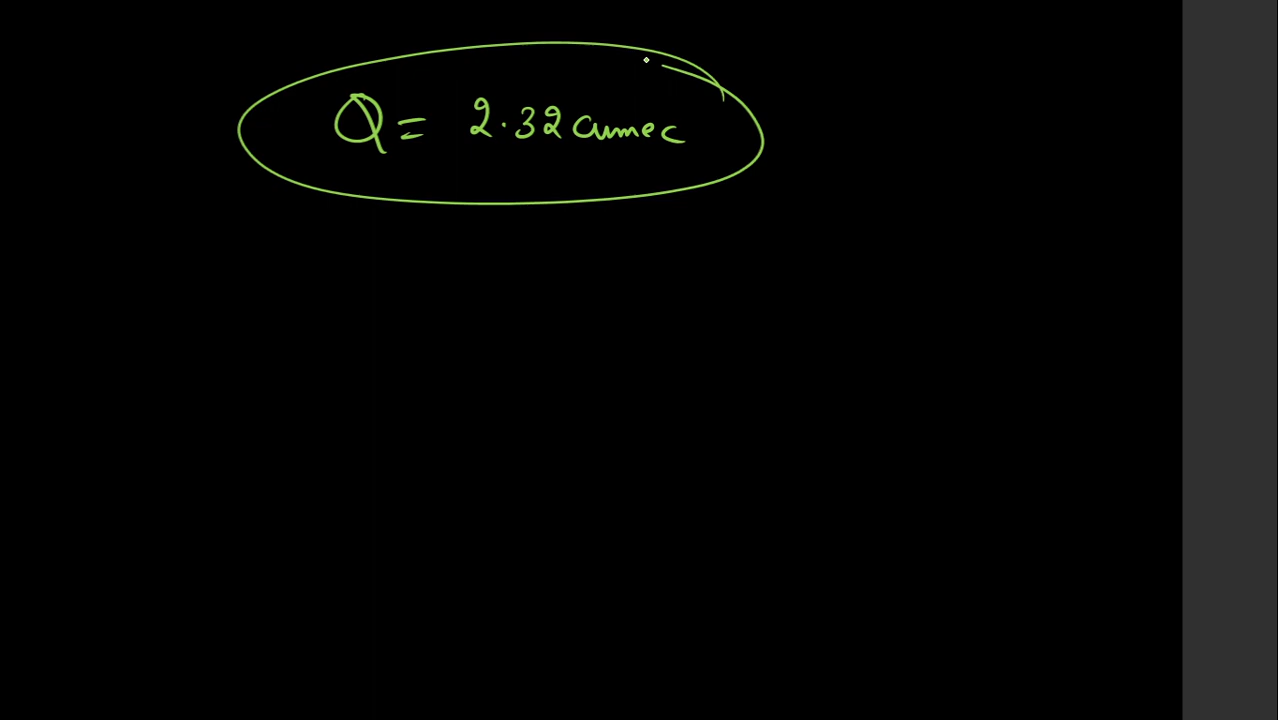 Q = 2.32 cumec